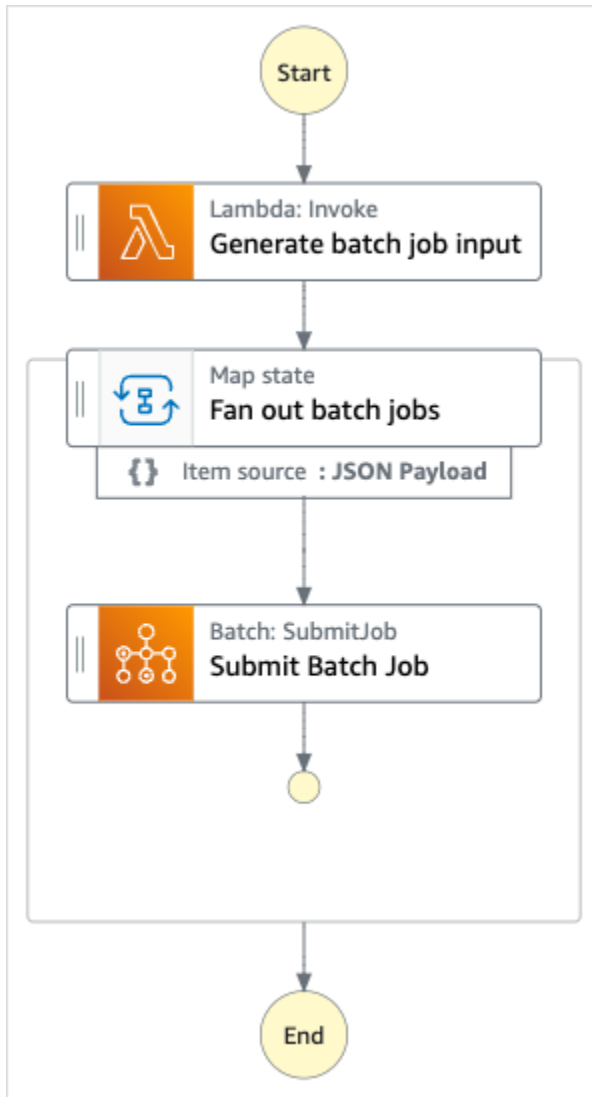 Start
Lambda: Invoke
Generate batch job input
Map state
Fan out batch jobs
{} Item source : JSON Payload
Batch: SubmitJob
Submit Batch Job
End